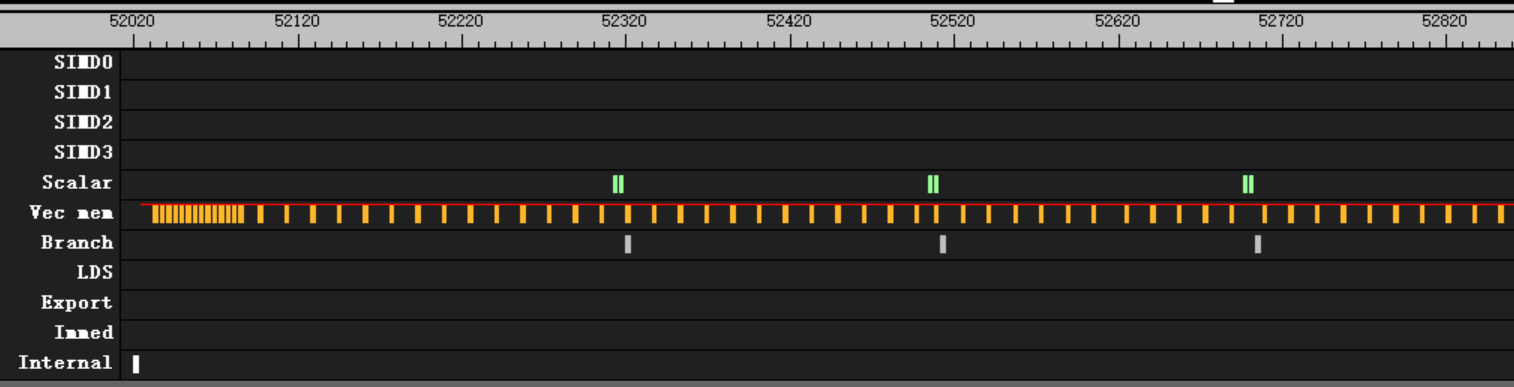 52020 52120 52220 52320 52420 52520 52620 52720 52820
SIMD0
SIMD1
SIMD2
SIMD3
Scalar
Vec mem
Branch
LDS
Export
Immed
Internal